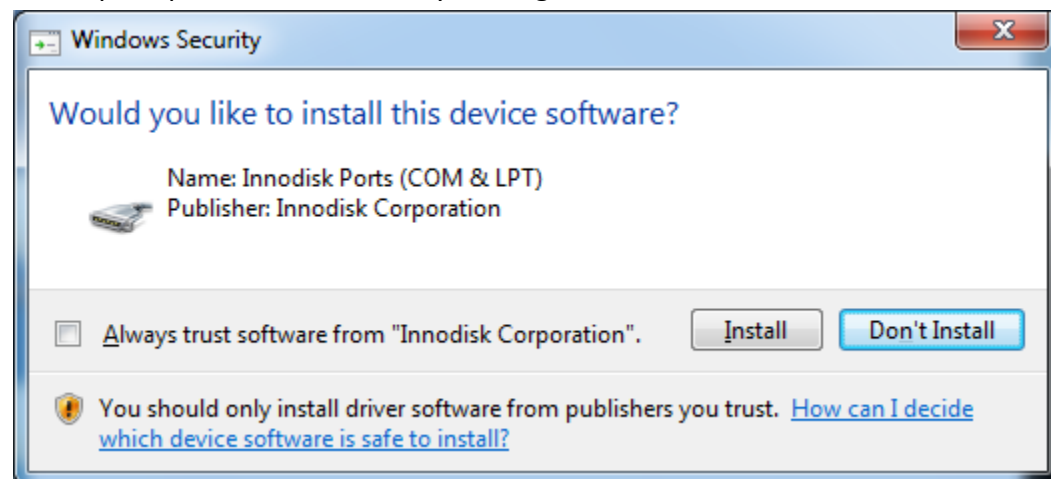 Windows Security
Would you like to install this device software?
Name: Innodisk Ports (COM & LPT)
Publisher: Innodisk Corporation
Always trust software from "Innodisk Corporation".
Install
Don't Install
You should only install driver software from publishers you trust. How can I decide
which device software is safe to install?